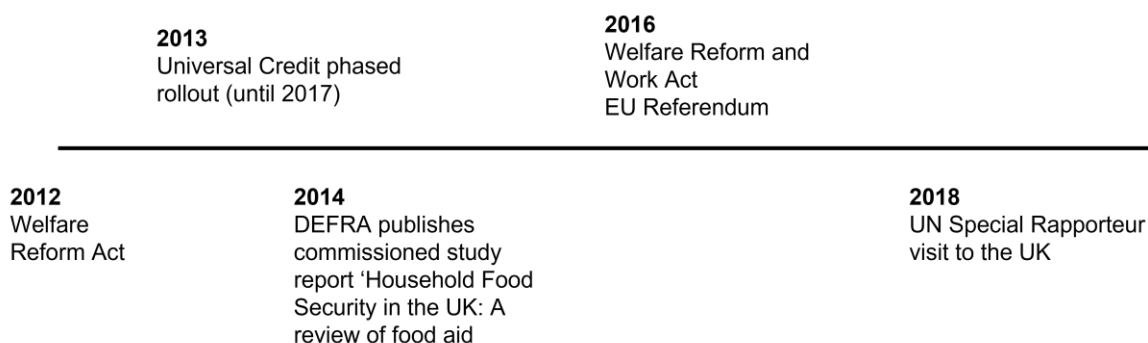 2013
Universal Credit phased
rollout (until 2017)
2016
Welfare Reform and
Work Act
EU Referendum
2012
Welfare
Reform Act
2014
DEFRA publishes
commissioned study
report ‘Household Food
Security in the UK: A
review of food aid
2018
UN Special Rapporteur
visit to the UK